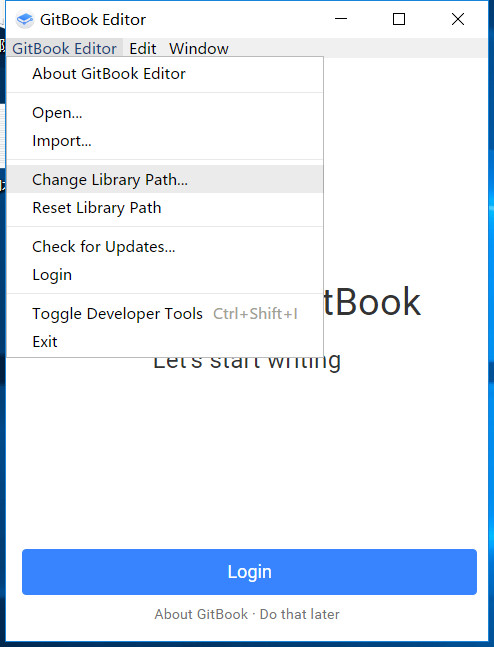 GitBook Editor
GitBook Editor Edit Window
About GitBook Editor
Open...
Import...
Change Library Path...
Reset Library Path
Check for Updates...
Login
Toggle Developer Tools Ctrl+Shift+I
Exit
tBook
Let's start writing
Login
About GitBook · Do that later